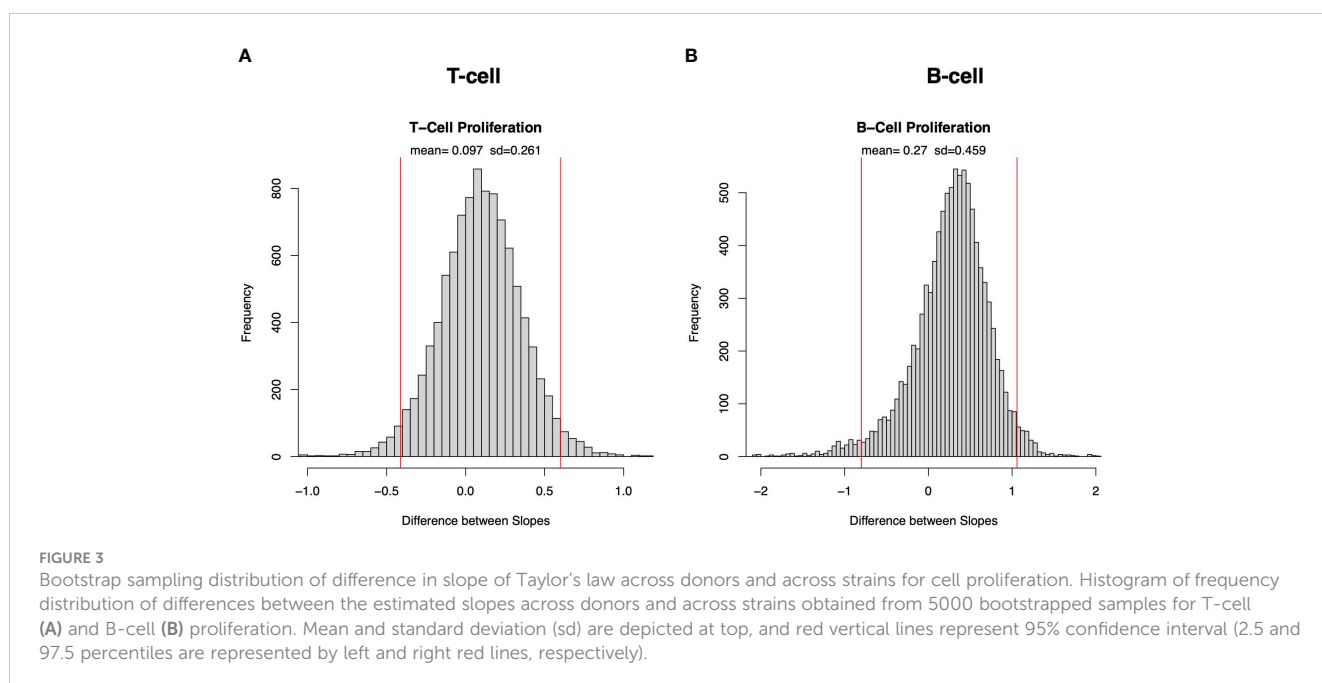 A
T-cell
T−Cell Proliferation
mean= 0.097 sd=0.261
Frequency
0
200
400
600
800
−1.0
−0.5
0.0
0.5
1.0
Difference between Slopes
B
B-cell
B−Cell Proliferation
mean= 0.27 sd=0.459
Frequency
0
100
200
300
400
500
−2
−1
0
1
2
Difference between Slopes
FIGURE 3
Bootstrap sampling distribution of difference in slope of Taylor’s law across donors and across strains for cell proliferation. Histogram of frequency
distribution of differences between the estimated slopes across donors and across strains obtained from 5000 bootstrapped samples for T-cell
(A) and B-cell (B) proliferation. Mean and standard deviation (sd) are depicted at top, and red vertical lines represent 95% confidence interval (2.5 and
97.5 percentiles are represented by left and right red lines, respectively).